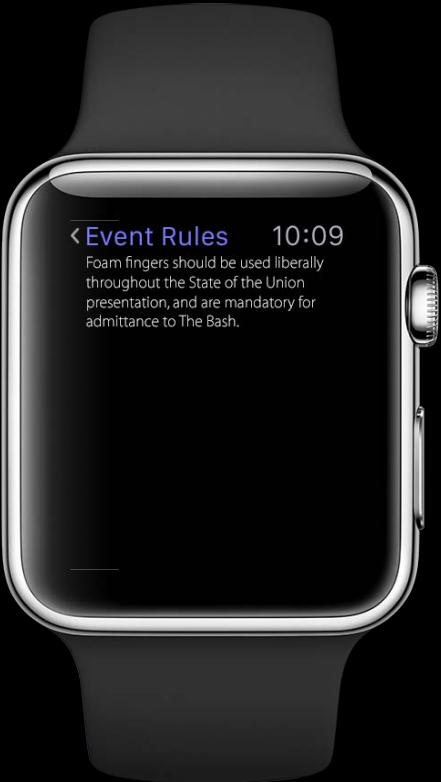 < Event Rules 10:09
Foam fingers should be used liberally
throughout the State of the Union
presentation, and are mandatory for
admittance to The Bash.